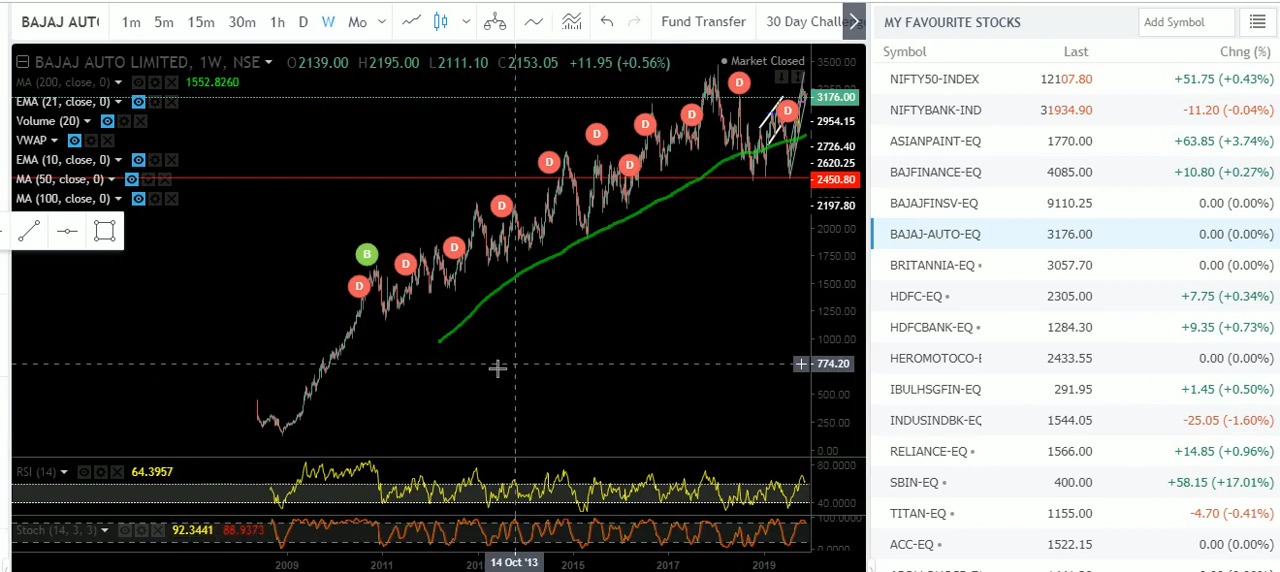 BAJAJ AUT( 1m 5m 15m 30m 1h D W Mo Fund Transfer 30 Day Challeng
BAJAJ AUTO LIMITED, 1W, NSE O2139.00 H2195.00 L2111.10 C2153.05 +11.95 (+0.56%) Market Closed
MA (200, close, 0) 1552.8260
EMA (21, close, 0)
Volume (20)
VWAP
EMA (10, close, 0)
MA (50, close, 0)
MA (100, close, 0)
3500.00
3176.00
2954.15
2726.40
2620.25
2450.80
2197.80
2000.00
1750.00
1500.00
1250.00
1000.00
774.20
500.00
250.00
0.00
D
D
D
D
D
D
D
D
D
D
D
D
B
RSI (14) 64.3957
80.0000
40.0000
Stoch (14, 3, 3) 92.3441 88.9373
100.0000
0.0000
2009 2011 14 Oct '13 2015 2017 2019
MY FAVOURITE STOCKS Add Symbol
Symbol Last Chng (%)
NIFTY50-INDEX 12107.80 +51.75 (+0.43%)
NIFTYBANK-IND 31934.90 -11.20 (-0.04%)
ASIANPAINT-EQ 1770.00 +63.85 (+3.74%)
BAJFINANCE-EQ 4085.00 +10.80 (+0.27%)
BAJAJFINSV-EQ 9110.25 0.00 (0.00%)
BAJAJ-AUTO-EQ 3176.00 0.00 (0.00%)
BRITANNIA-EQ 3057.70 0.00 (0.00%)
HDFC-EQ 2305.00 +7.75 (+0.34%)
HDFCBANK-EQ 1284.30 +9.35 (+0.73%)
HEROMOTOCO-E 2433.55 0.00 (0.00%)
IBULHSGFIN-EQ 291.95 +1.45 (+0.50%)
INDUSINDBK-EQ 1544.05 -25.05 (-1.60%)
RELIANCE-EQ 1566.00 +14.85 (+0.96%)
SBIN-EQ 400.00 +58.15 (+17.01%)
TITAN-EQ 1155.00 -4.70 (-0.41%)
ACC-EQ 1522.15 0.00 (0.00%)